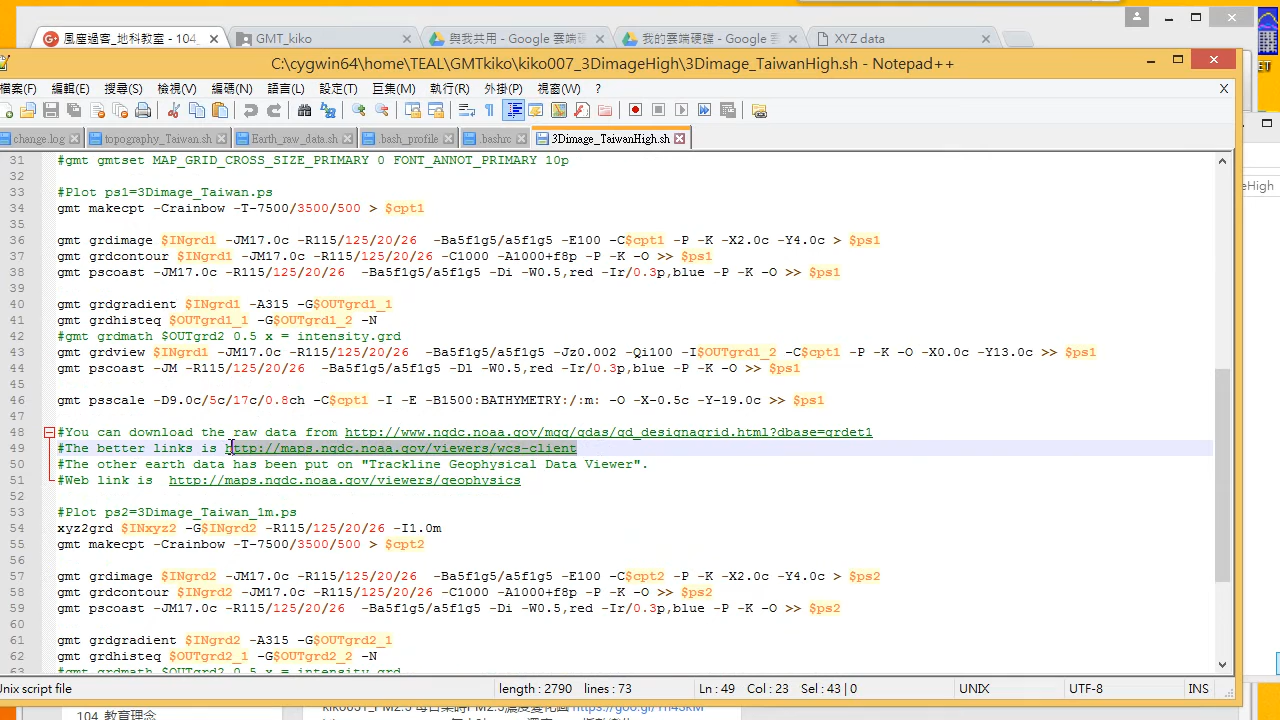 風塵過客_地科教室 - 104_
GMT_kiko
與我共用 - Google 雲端硬
我的雲端硬碟 - Google 雲端
XYZ data
C:\cygwin64\home\TEAL\GMTkiko\kiko007_3DimageHigh\3Dimage_TaiwanHigh.sh - Notepad++
檔案(F) 編輯(E) 搜尋(S) 檢視(V) 編碼(N) 語言(L) 設定(T) 巨集(M) 執行(R) 外掛(P) 視窗(W) ? X
change.log topography_Taiwan.sh Earth_raw_data.sh .bash_profile .bashrc 3Dimage_TaiwanHigh.sh
31 #gmt gmtset MAP_GRID_CROSS_SIZE_PRIMARY 0 FONT_ANNOT_PRIMARY 10p
32
33 #Plot ps1=3Dimage_Taiwan.ps
34 gmt makecpt -Crainbow -T-7500/3500/500 > $cpt1
35
36 gmt grdimage $INgrd1 -JM17.0c -R115/125/20/26 -Ba5f1g5/a5f1g5 -E100 -C$cpt1 -P -K -X2.0c -Y4.0c > $ps1
37 gmt grdcontour $INgrd1 -JM17.0c -R115/125/20/26 -C1000 -A1000+f8p -P -K -O >> $ps1
38 gmt pscoast -JM17.0c -R115/125/20/26 -Ba5f1g5/a5f1g5 -Di -W0.5,red -Ir/0.3p,blue -P -K -O >> $ps1
39
40 gmt grdgradient $INgrd1 -A315 -G$OUTgrd1_1
41 gmt grdhisteq $OUTgrd1_1 -G$OUTgrd1_2 -N
42 #gmt grdmath $OUTgrd2 0.5 x = intensity.grd
43 gmt grdview $INgrd1 -JM17.0c -R115/125/20/26 -Ba5f1g5/a5f1g5 -Jz0.002 -Qi100 -I$OUTgrd1_2 -C$cpt1 -P -K -O -X0.0c -Y13.0c >> $ps1
44 gmt pscoast -JM -R115/125/20/26 -Ba5f1g5/a5f1g5 -Dl -W0.5,red -Ir/0.3p,blue -P -K -O >> $ps1
45
46 gmt psscale -D9.0c/5c/17c/0.8ch -C$cpt1 -I -E -B1500:BATHYMETRY:/:m: -O -X-0.5c -Y-19.0c >> $ps1
47
48 #You can download the raw data from http://www.ngdc.noaa.gov/mgg/gdas/gd_designagrid.html?dbase=grdet1
49 #The better links is http://maps.ngdc.noaa.gov/viewers/wcs-client
50 #The other earth data has been put on "Trackline Geophysical Data Viewer".
51 #Web link is http://maps.ngdc.noaa.gov/viewers/geophysics
52
53 #Plot ps2=3Dimage_Taiwan_1m.ps
54 xyz2grd $INxyz2 -G$INgrd2 -R115/125/20/26 -I1.0m
55 gmt makecpt -Crainbow -T-7500/3500/500 > $cpt2
56
57 gmt grdimage $INgrd2 -JM17.0c -R115/125/20/26 -Ba5f1g5/a5f1g5 -E100 -C$cpt2 -P -K -X2.0c -Y4.0c > $ps2
58 gmt grdcontour $INgrd2 -JM17.0c -R115/125/20/26 -C1000 -A1000+f8p -P -K -O >> $ps2
59 gmt pscoast -JM17.0c -R115/125/20/26 -Ba5f1g5/a5f1g5 -Di -W0.5,red -Ir/0.3p,blue -P -K -O >> $ps2
60
61 gmt grdgradient $INgrd2 -A315 -G$OUTgrd2_1
62 gmt grdhisteq $OUTgrd2_1 -G$OUTgrd2_2 -N
63 #gmt grdmath $OUTgrd2 0.5 x = intensity.grd
Unix script file length : 2790 lines : 73 Ln : 49 Col : 23 Sel : 43 | 0 UNIX UTF-8 INS
104_教育理念